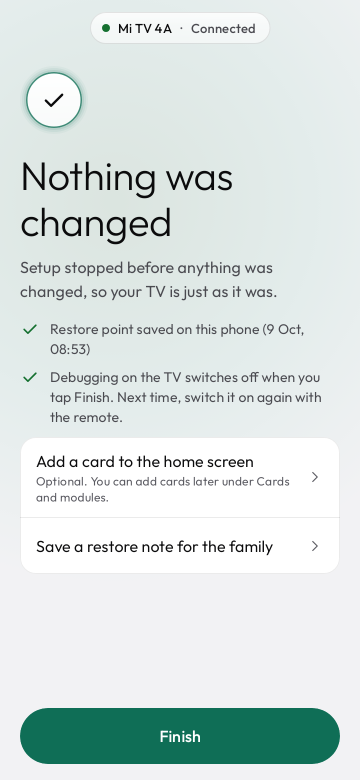 Mi TV 4A · Connected
Nothing was
changed
Setup stopped before anything was
changed, so your TV is just as it was.
Restore point saved on this phone (9 Oct,
08:53)
Debugging on the TV switches off when you
tap Finish. Next time, switch it on again with
the remote.
Add a card to the home screen
Optional. You can add cards later under Cards
and modules.
Save a restore note for the family
Finish